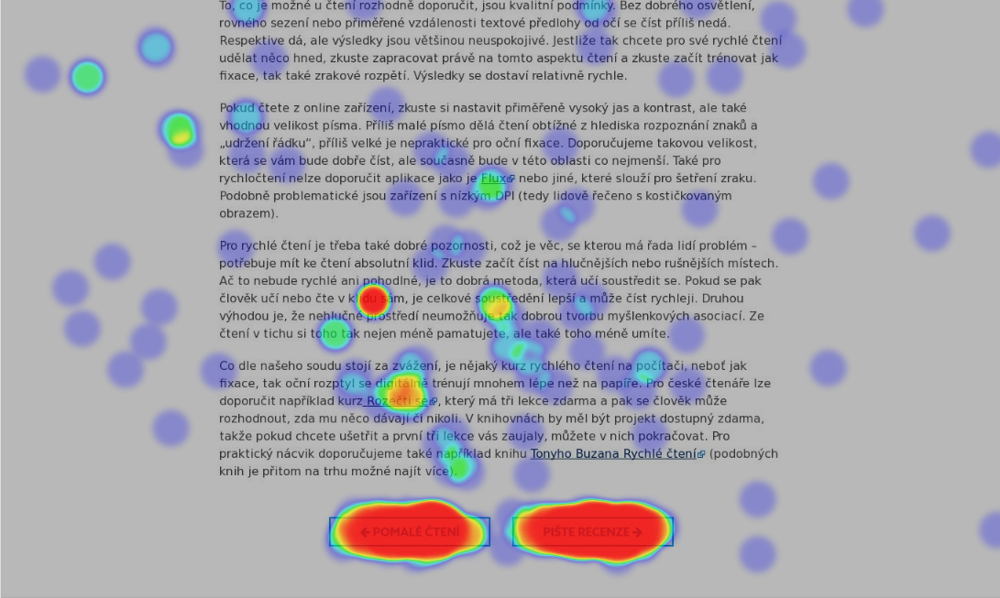 To, co je možné u čtení rozhodně doporučit, jsou kvalitní podmínky. Bez dobrého osvětlení,
rovného sezení nebo přiměřené vzdálenosti textové předlohy od očí se číst příliš nedá.
Respektive dá, ale výsledky jsou většinou neuspokojivé. Jestliže tak chcete pro své rychlé čtení
udělat něco hned, zkuste zapracovat právě na tomto aspektu čtení a zkuste začít trénovat jak
fixace, tak také zrakové rozpětí. Výsledky se dostaví relativně rychle.
Pokud čtete z online zařízení, zkuste si nastavit přiměřeně vysoký jas a kontrast, ale také
vhodnou velikost písma. Příliš malé písmo dělá čtení obtížné z hlediska rozpoznání znaků a
„udržení řádku“, příliš velké je nepraktické pro oční fixace. Doporučujeme takovou velikost,
která se vám bude dobře číst, ale současně bude v této oblasti co nejmenší. Také pro
rychločtení nelze doporučit aplikace jako je Flux nebo jiné, které slouží pro šetření zraku.
Podobně problematické jsou zařízení s nízkým DPI (tedy lidově řečeno s kostičkovaným
obrazem).
Pro rychlé čtení je třeba také dobré pozornosti, což je věc, se kterou má řada lidí problém –
potřebuje mít ke čtení absolutní klid. Zkuste začít číst na hlučnějších nebo rušnějších místech.
Ač to nebude rychlé ani pohodlné, je to dobrá metoda, která učí soustředit se. Pokud se pak
člověk učí nebo čte v klidu sám, je celkové soustředění lepší a může číst rychleji. Druhou
výhodou je, že nehlučné prostředí neumožňuje tak dobrou tvorbu myšlenkových asociací. Ze
čtení v tichu si toho tak nejen méně pamatujete, ale také toho méně umíte.
Co dle našeho soudu stojí za zvážení, je nějaký kurz rychlého čtení na počítači, neboť jak
fixace, tak oční rozptyl se digitálně trénují mnohem lépe než na papíře. Pro české čtenáře lze
doporučit například kurz Rozečti se, který má tři lekce zdarma a pak se člověk může
rozhodnout, zda mu něco dávají či nikoli. V knihovnách by měl být projekt dostupný zdarma,
takže pokud chcete ušetřit a první tři lekce vás zaujaly, můžete v nich pokračovat. Pro
praktický nácvik doporučujeme také například knihu Tonyho Buzana Rychlé čtení (podobných
knih je přitom na trhu možné najít více).
← POMALÉ ČTENÍ PIŠTE RECENZE →